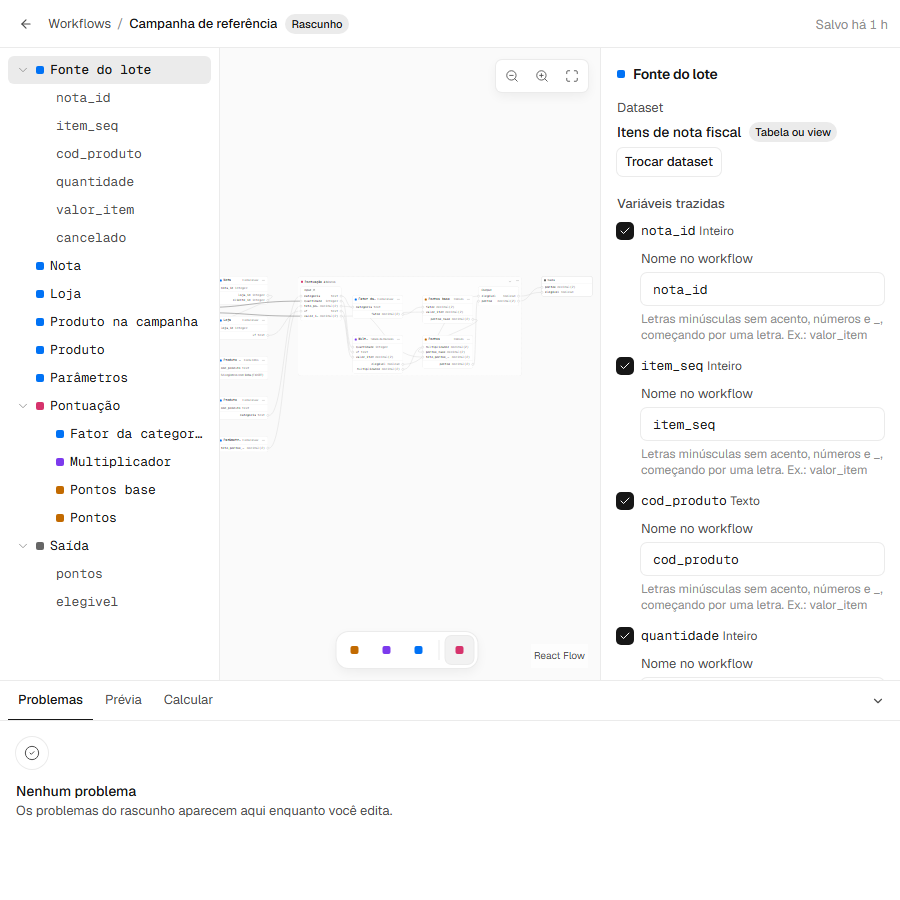 Workflows / Campanha de referência Rascunho
Salvo há 1 h
Fonte do lote
nota_id
item_seq
cod_produto
quantidade
valor_item
cancelado
Nota
Loja
Produto na campanha
Produto
Parâmetros
Pontuação
Fator da categor…
Multiplicador
Pontos base
Pontos
Saída
pontos
elegivel
React Flow
Fonte do lote
Dataset
Itens de nota fiscal Tabela ou view
Trocar dataset
Variáveis trazidas
nota_id Inteiro
Nome no workflow
nota_id
Letras minúsculas sem acento, números e _,
começando por uma letra. Ex.: valor_item
item_seq Inteiro
Nome no workflow
item_seq
Letras minúsculas sem acento, números e _,
começando por uma letra. Ex.: valor_item
cod_produto Texto
Nome no workflow
cod_produto
Letras minúsculas sem acento, números e _,
começando por uma letra. Ex.: valor_item
quantidade Inteiro
Nome no workflow
Problemas Prévia Calcular
Nenhum problema
Os problemas do rascunho aparecem aqui enquanto você edita.